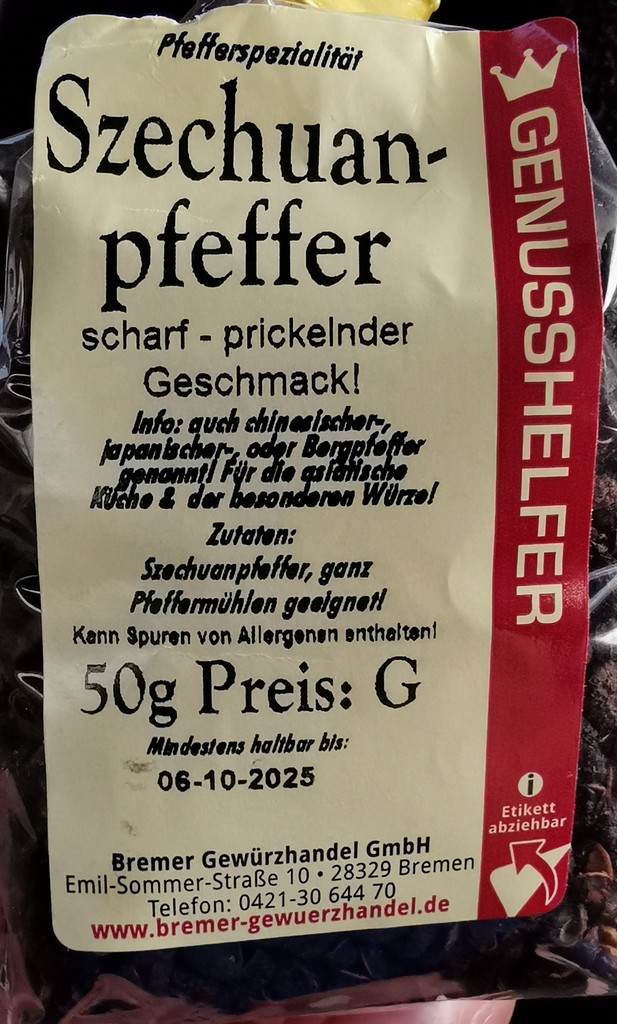 Pfefferspezialität
Szechuan-
pfeffer
scharf - prickelnder
Geschmack!
Info: auch chinesischer-,
japanischer-, oder Bergpfeffer
genannt! Für die asiatische
Küche & der besonderen Würze!
Zutaten:
Szechuanpfeffer, ganz
Pfeffermühlen geeignet!
Kann Spuren von Allergenen enthalten!
50g Preis: G
Mindestens haltbar bis:
06-10-2025
Bremer Gewürzhandel GmbH
Emil-Sommer-Straße 10 • 28329 Bremen
Telefon: 0421-30 644 70
www.bremer-gewuerzhandel.de
GENUSSHELFER
i
Etikett
abziehbar